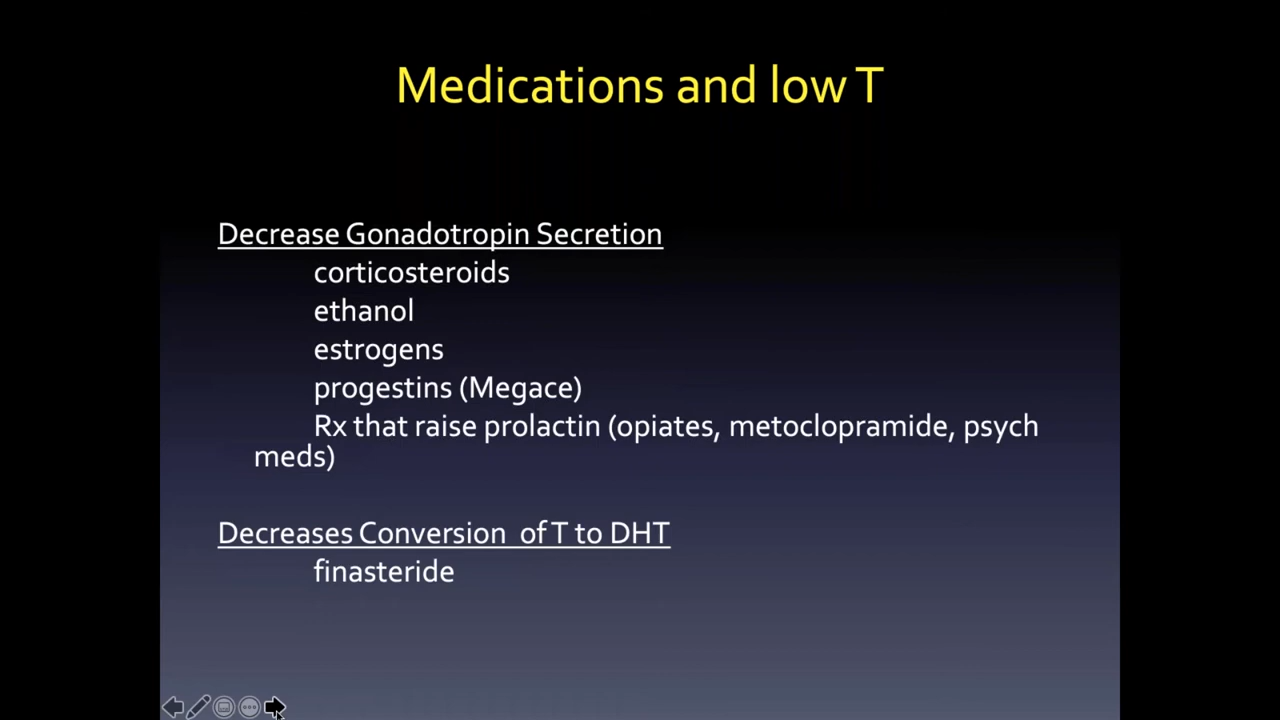 Medications and low T
Decrease Gonadotropin Secretion
corticosteroids
ethanol
estrogens
progestins (Megace)
Rx that raise prolactin (opiates, metoclopramide, psych
meds)
Decreases Conversion  of T to DHT
finasteride